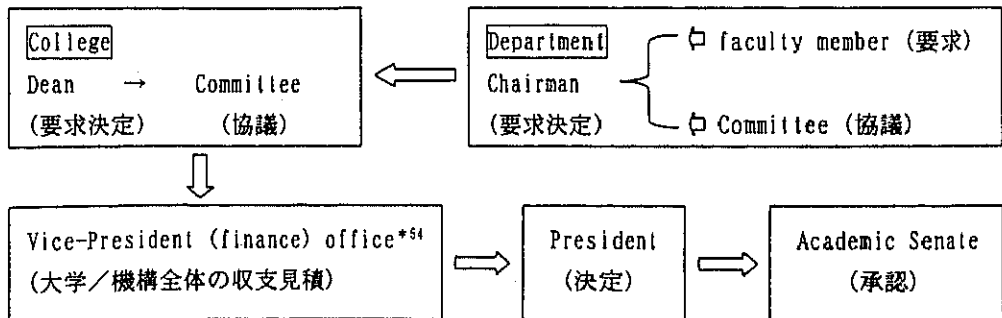 College
Dean → Committee
(要求決定) (協議)
Department
Chairman
(要求決定)
faculty member (要求)
Committee (協議)
Vice-President (finance) office*54
(大学／機構全体の収支見積)
President
(決定)
Academic Senate
(承認)